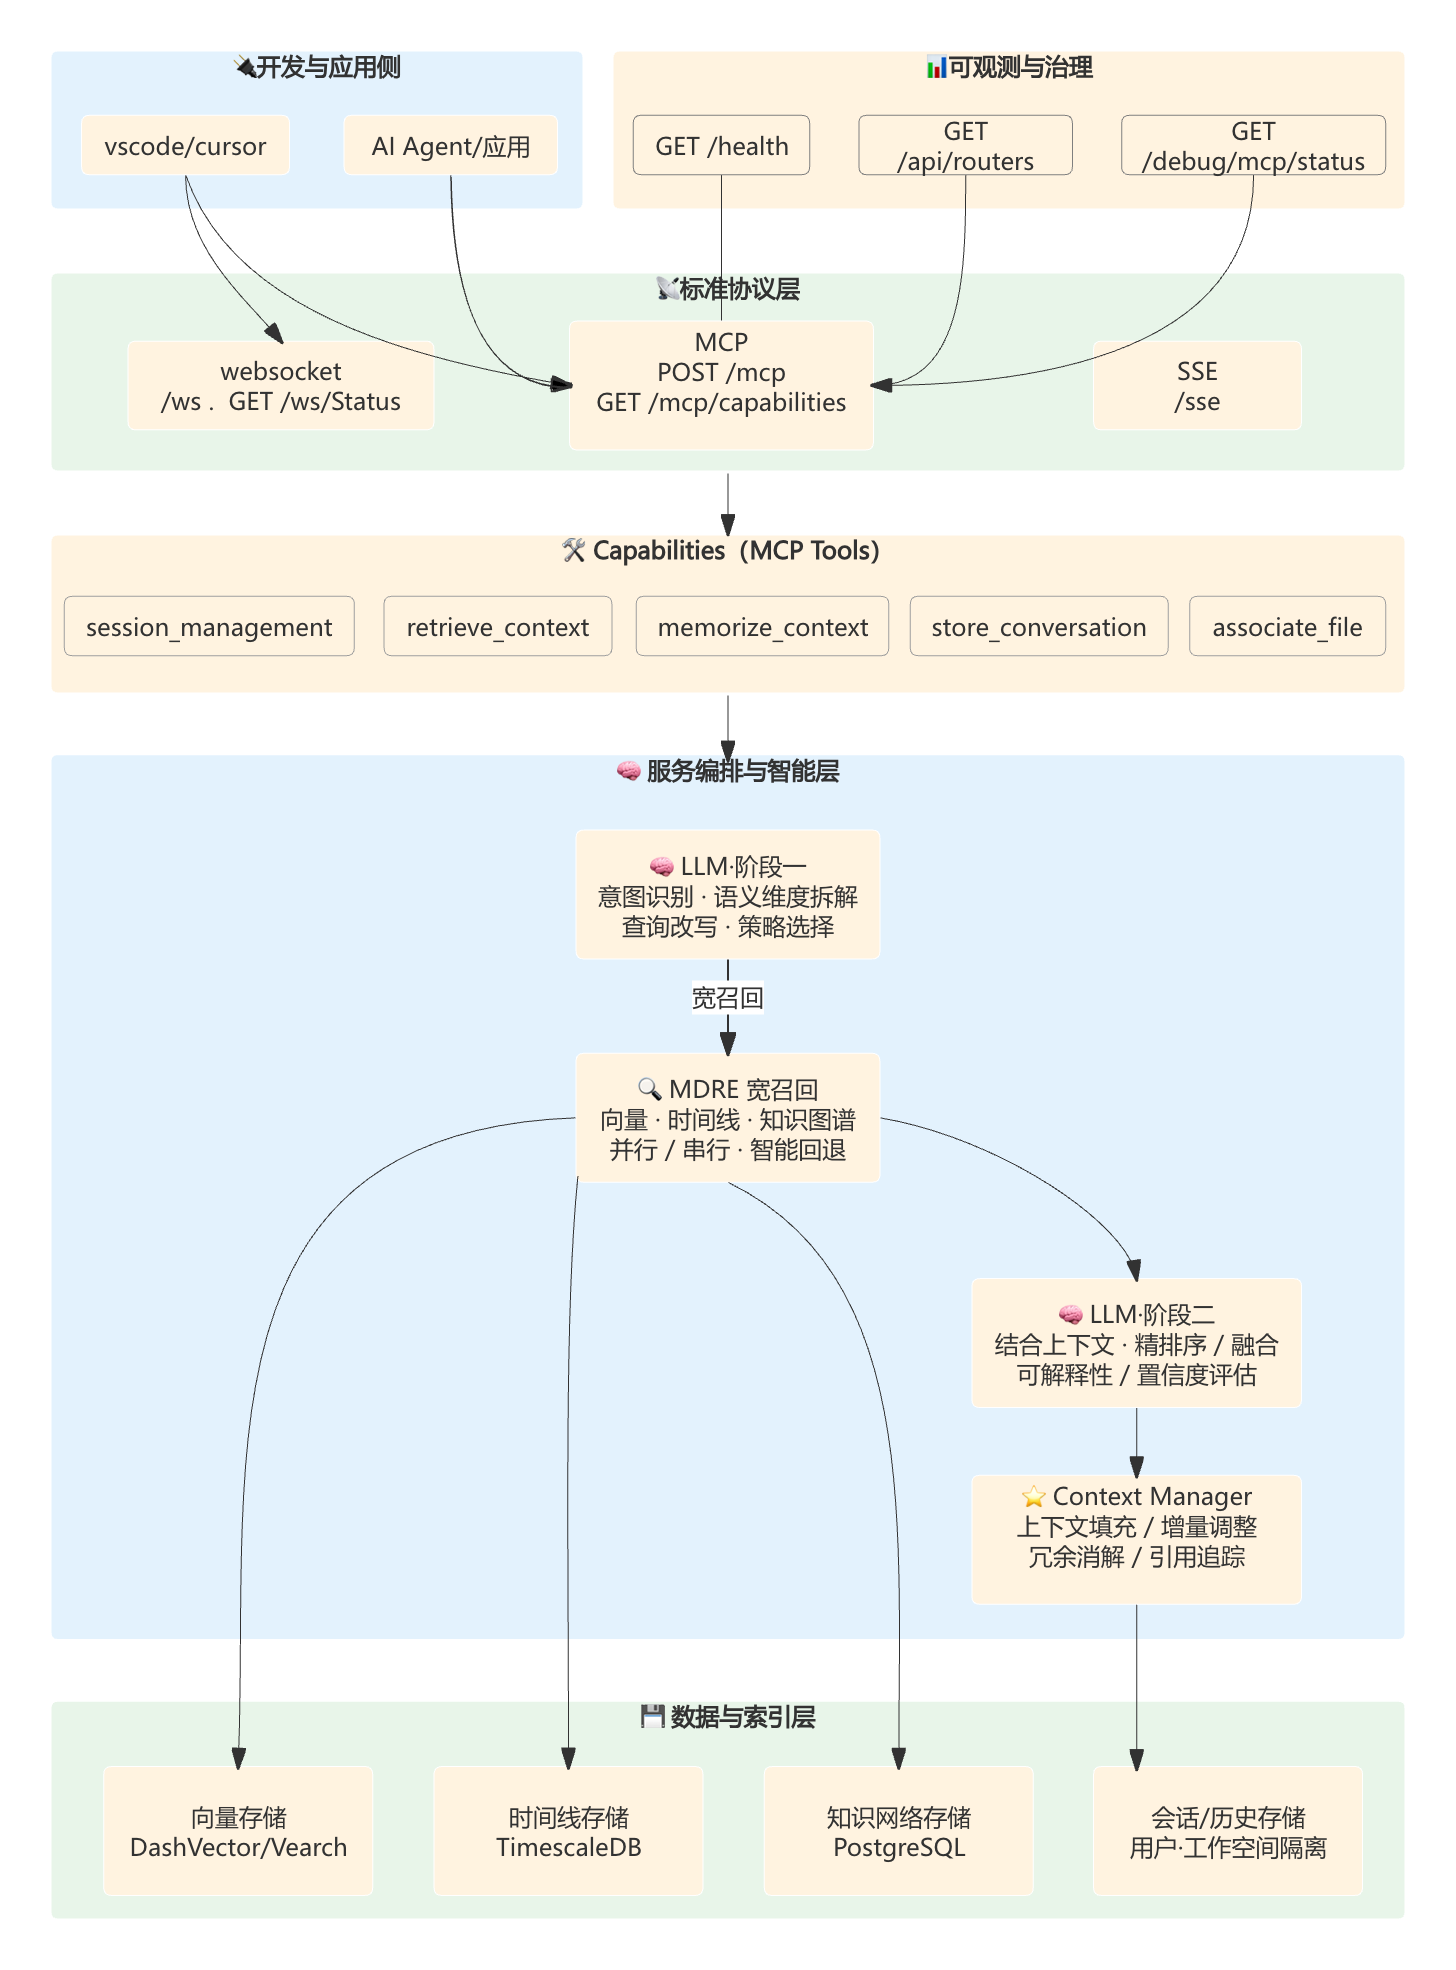 开发与应用侧
可观测与治理
vscode/cursor
AI Agent/应用
GET /health
GET
/api/routers
GET
/debug/mcp/status
标准协议层
websocket
/ws .  GET /ws/Status
MCP
POST /mcp
GET /mcp/capabilities
SSE
/sse
Capabilities（MCP Tools）
session_management
retrieve_context
memorize_context
store_conversation
associate_file
服务编排与智能层
LLM·阶段一
意图识别 · 语义维度拆解
查询改写 · 策略选择
宽召回
MDRE 宽召回
向量 · 时间线 · 知识图谱
并行 / 串行 · 智能回退
LLM·阶段二
结合上下文 · 精排序 / 融合
可解释性 / 置信度评估
Context Manager
上下文填充 / 增量调整
冗余消解 / 引用追踪
数据与索引层
向量存储
DashVector/Vearch
时间线存储
TimescaleDB
知识网络存储
PostgreSQL
会话/历史存储
用户·工作空间隔离